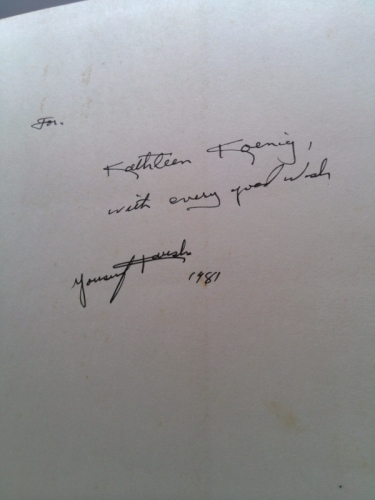 For.
Kathleen Koenig,
with every good wish
Yousuf Karsh
1981